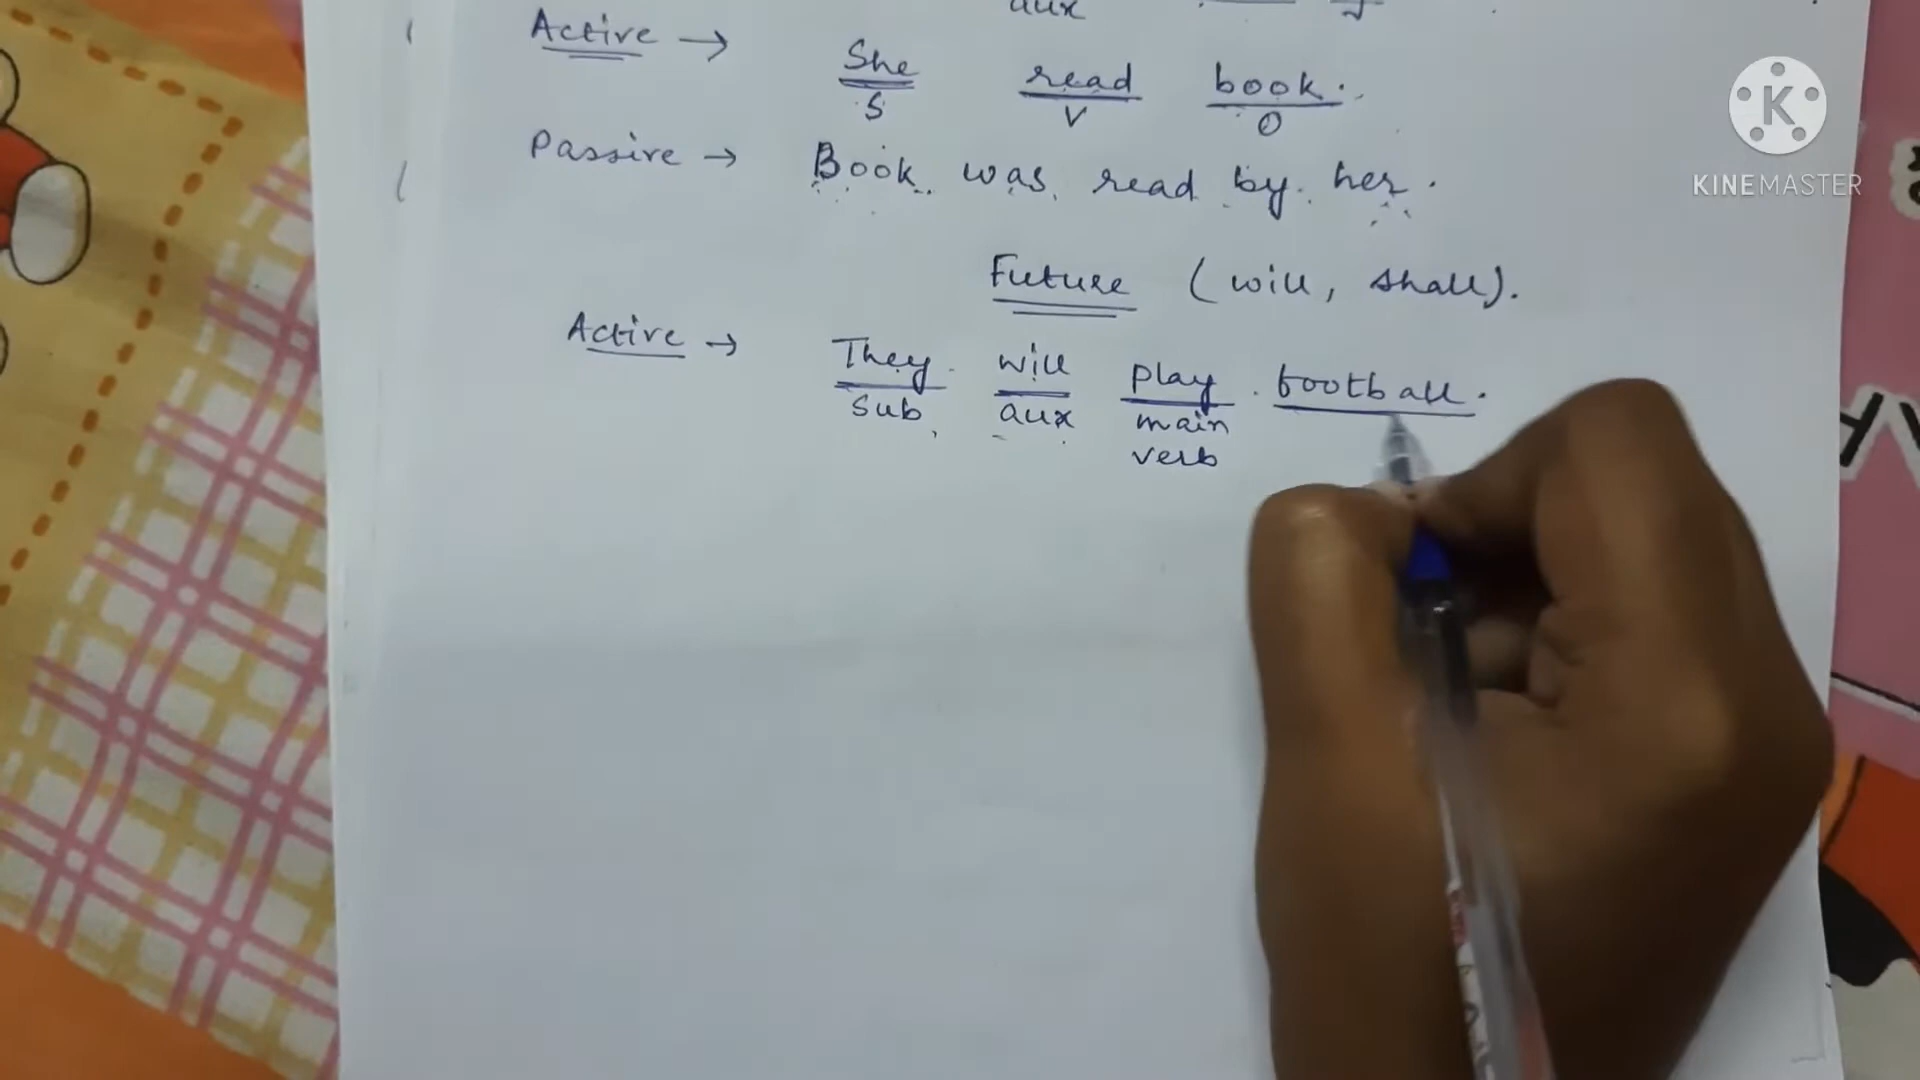 aux
Active → She read book.
S V O
Passive → Book was read by her.
Future (will, shall).
Active → They will play football.
sub aux main
verb
K
KINEMASTER